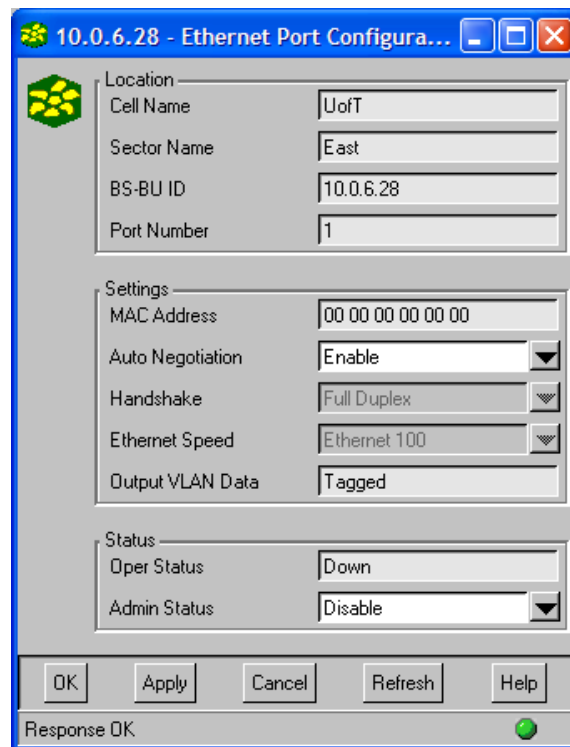 10.0.6.28 - Ethernet Port Configura...
Location
Cell Name UofT
Sector Name East
BS-BU ID 10.0.6.28
Port Number 1
Settings
MAC Address 00 00 00 00 00 00
Auto Negotiation Enable
Handshake Full Duplex
Ethernet Speed Ethernet 100
Output VLAN Data Tagged
Status
Oper Status Down
Admin Status Disable
OK Apply Cancel Refresh Help
Response OK